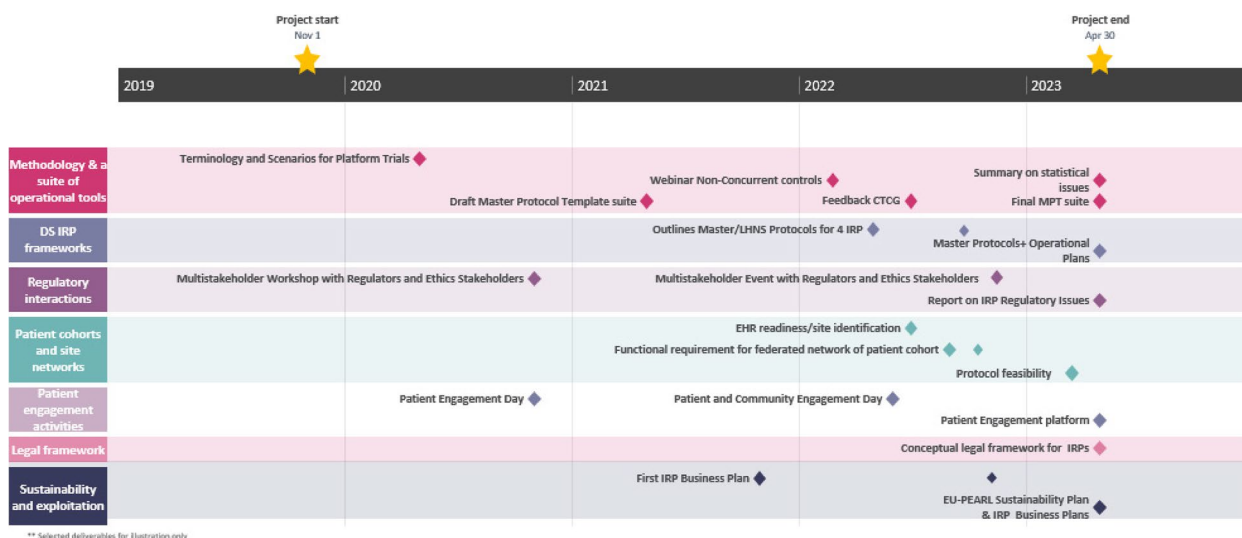 Project start
Nov 1
Project end
Apr 30
2019
2020
2021
2022
2023
Methodology & a
suite of
operational tools
Terminology and Scenarios for Platform Trials
Webinar Non-Concurrent controls
Summary on statistical
issues
Draft Master Protocol Template suite
Feedback CTCG
Final MPT suite
DS IRP
frameworks
Outlines Master/LHNS Protocols for 4 IRP
Master Protocols+ Operational
Plans
Regulatory
interactions
Multistakeholder Workshop with Regulators and Ethics Stakeholders
Multistakeholder Event with Regulators and Ethics Stakeholders
Report on IRP Regulatory Issues
Patient cohorts
and site
networks
EHR readiness/site identification
Functional requirement for federated network of patient cohort
Protocol feasibility
Patient
engagement
activities
Patient Engagement Day
Patient and Community Engagement Day
Patient Engagement platform
Legal framework
Conceptual legal framework for IRPs
Sustainability
and exploitation
First IRP Business Plan
EU-PEARL Sustainability Plan
& IRP Business Plans
** Selected deliverables for illustration only